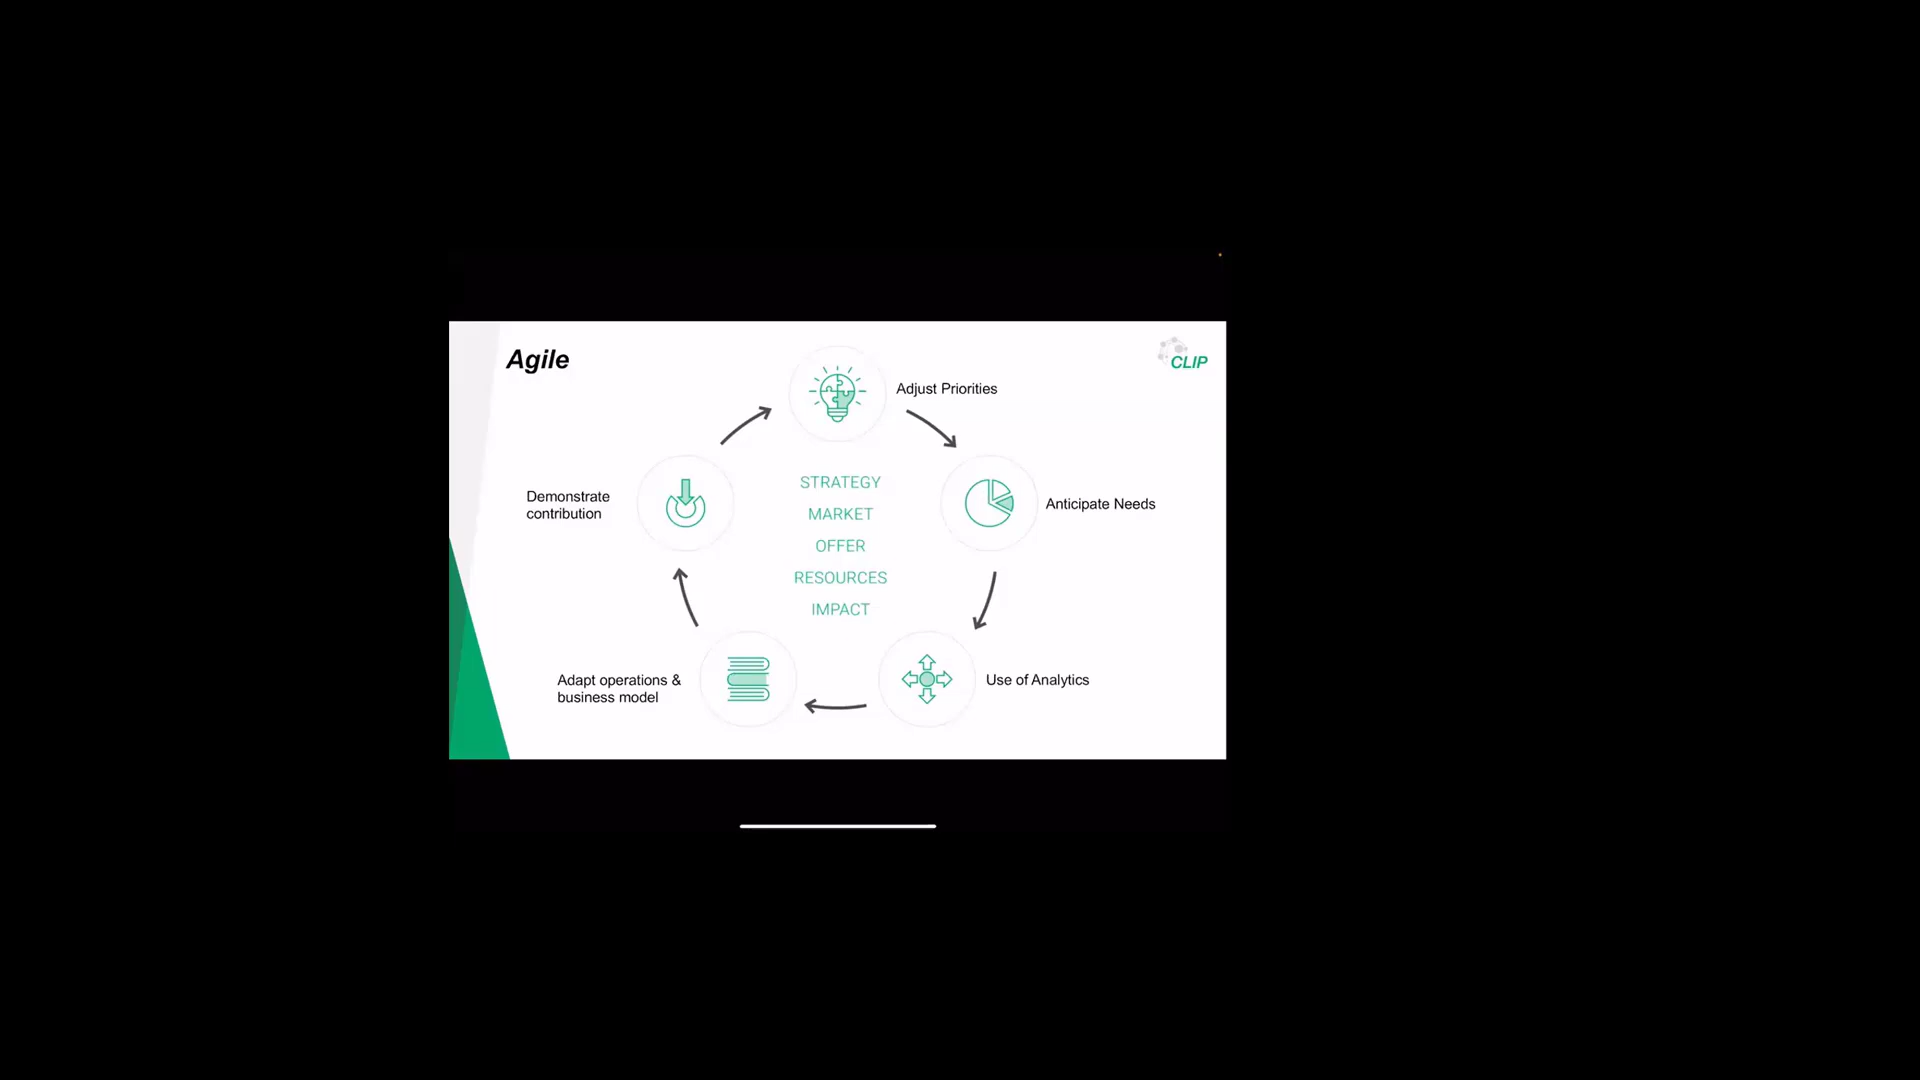 Agile
CLIP
Adjust Priorities
Demonstrate
contribution
STRATEGY
MARKET
OFFER
RESOURCES
IMPACT
Anticipate Needs
Adapt operations &
business model
Use of Analytics